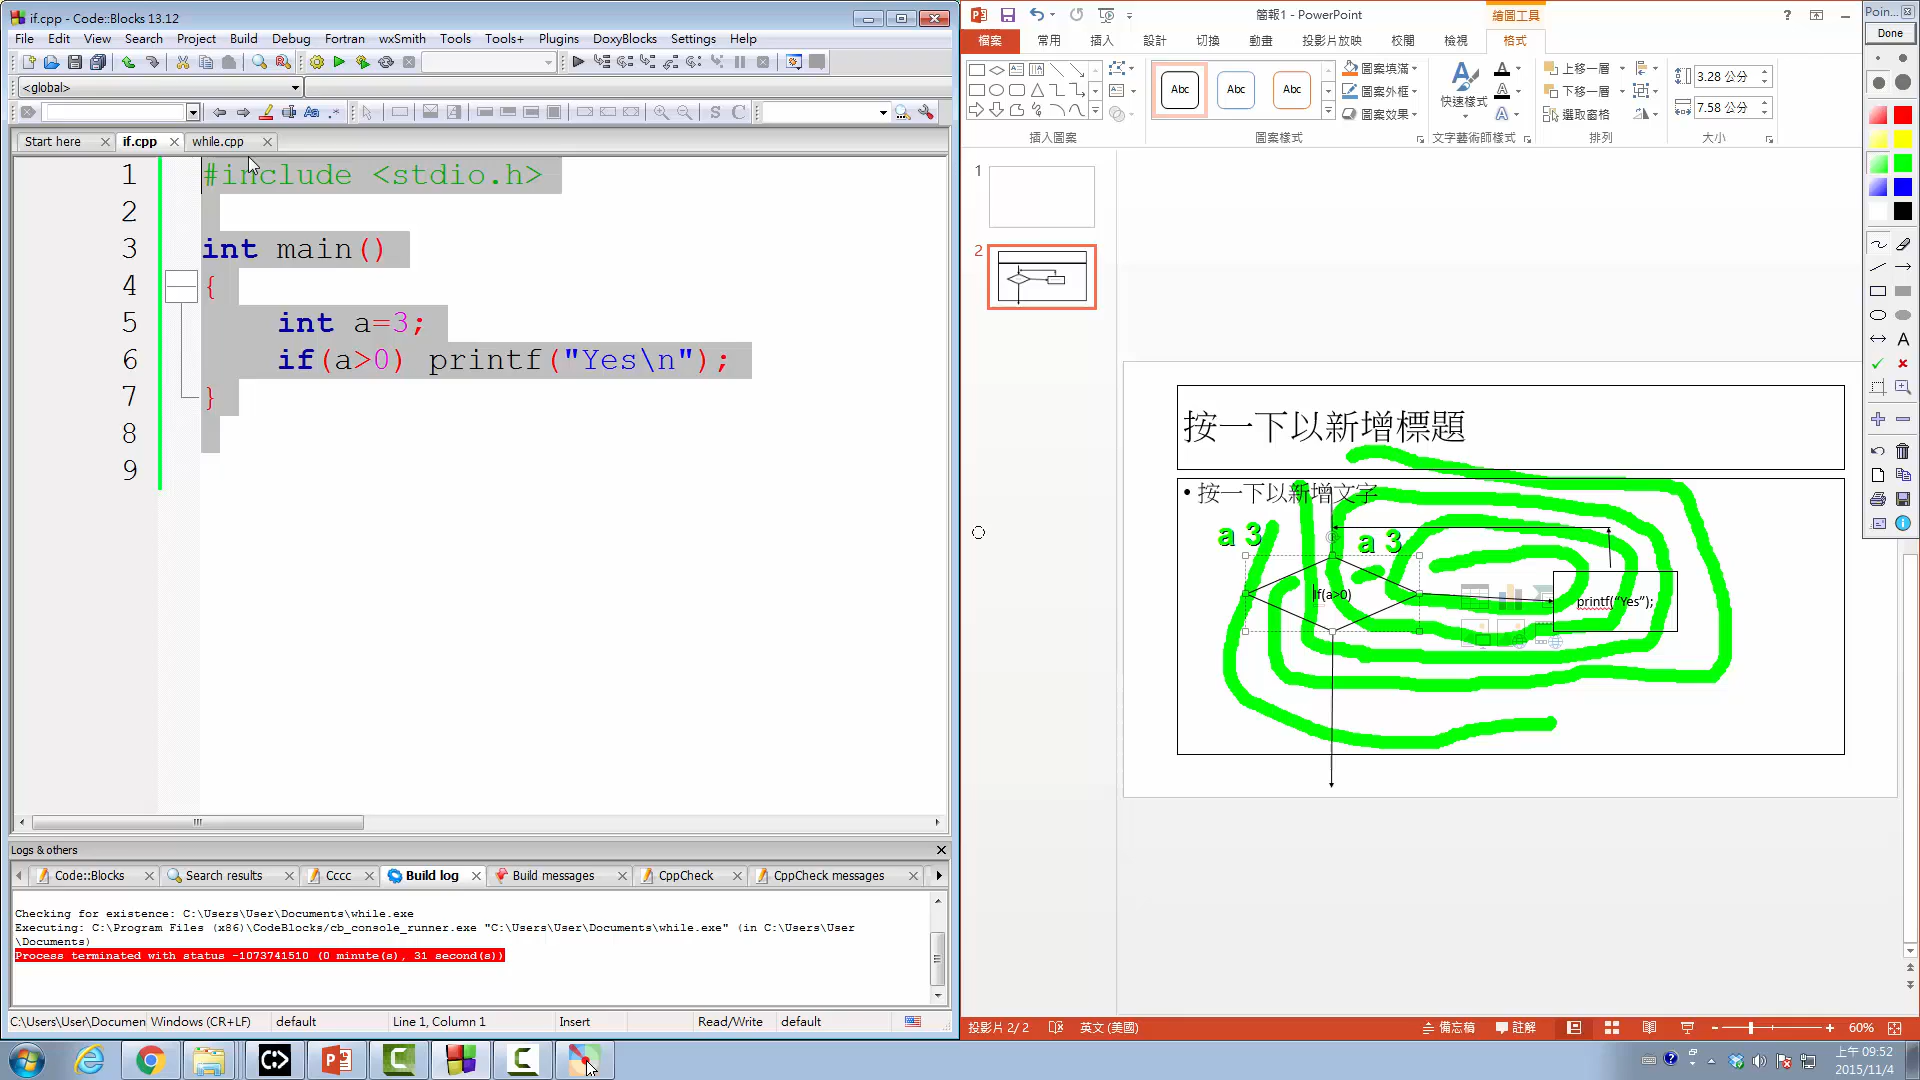 if.cpp - Code::Blocks 13.12
File Edit View Search Project Build Debug Fortran wxSmith Tools Tools+ Plugins DoxyBlocks Settings Help
<global>
Start here if.cpp while.cpp
1 #include <stdio.h>
2
3 int main()
4 {
5 int a=3;
6 if(a>0) printf("Yes\n");
7 }
8
9
Logs & others
Code::Blocks Search results Cccc Build log Build messages CppCheck CppCheck messages
Checking for existence: C:\Users\User\Documents\while.exe
Executing: C:\Program Files (x86)\CodeBlocks/cb_console_runner.exe "C:\Users\User\Documents\while.exe" (in C:\Users\User
\Documents)
Process terminated with status -1073741510 (0 minute(s), 31 second(s))
C:\Users\User\Documen Windows (CR+LF) default Line 1, Column 1 Insert Read/Write default
簡報1 - PowerPoint
繪圖工具
檔案 常用 插入 設計 切換 動畫 投影片放映 校閱 檢視 格式
Abc Abc Abc
圖案填滿
圖案外框
圖案效果
快速樣式
上移一層
下移一層
選取窗格
3.28 公分
7.58 公分
插入圖案 圖案樣式 文字藝術師樣式 排列 大小
1
2
按一下以新增標題
• 按一下以新增文字
a 3
a 3
if(a>0)
printf("Yes");
投影片 2/ 2 英文 (美國) 備忘稿 註解 60%
Poin...
Done
A
上午 09:52
2015/11/4